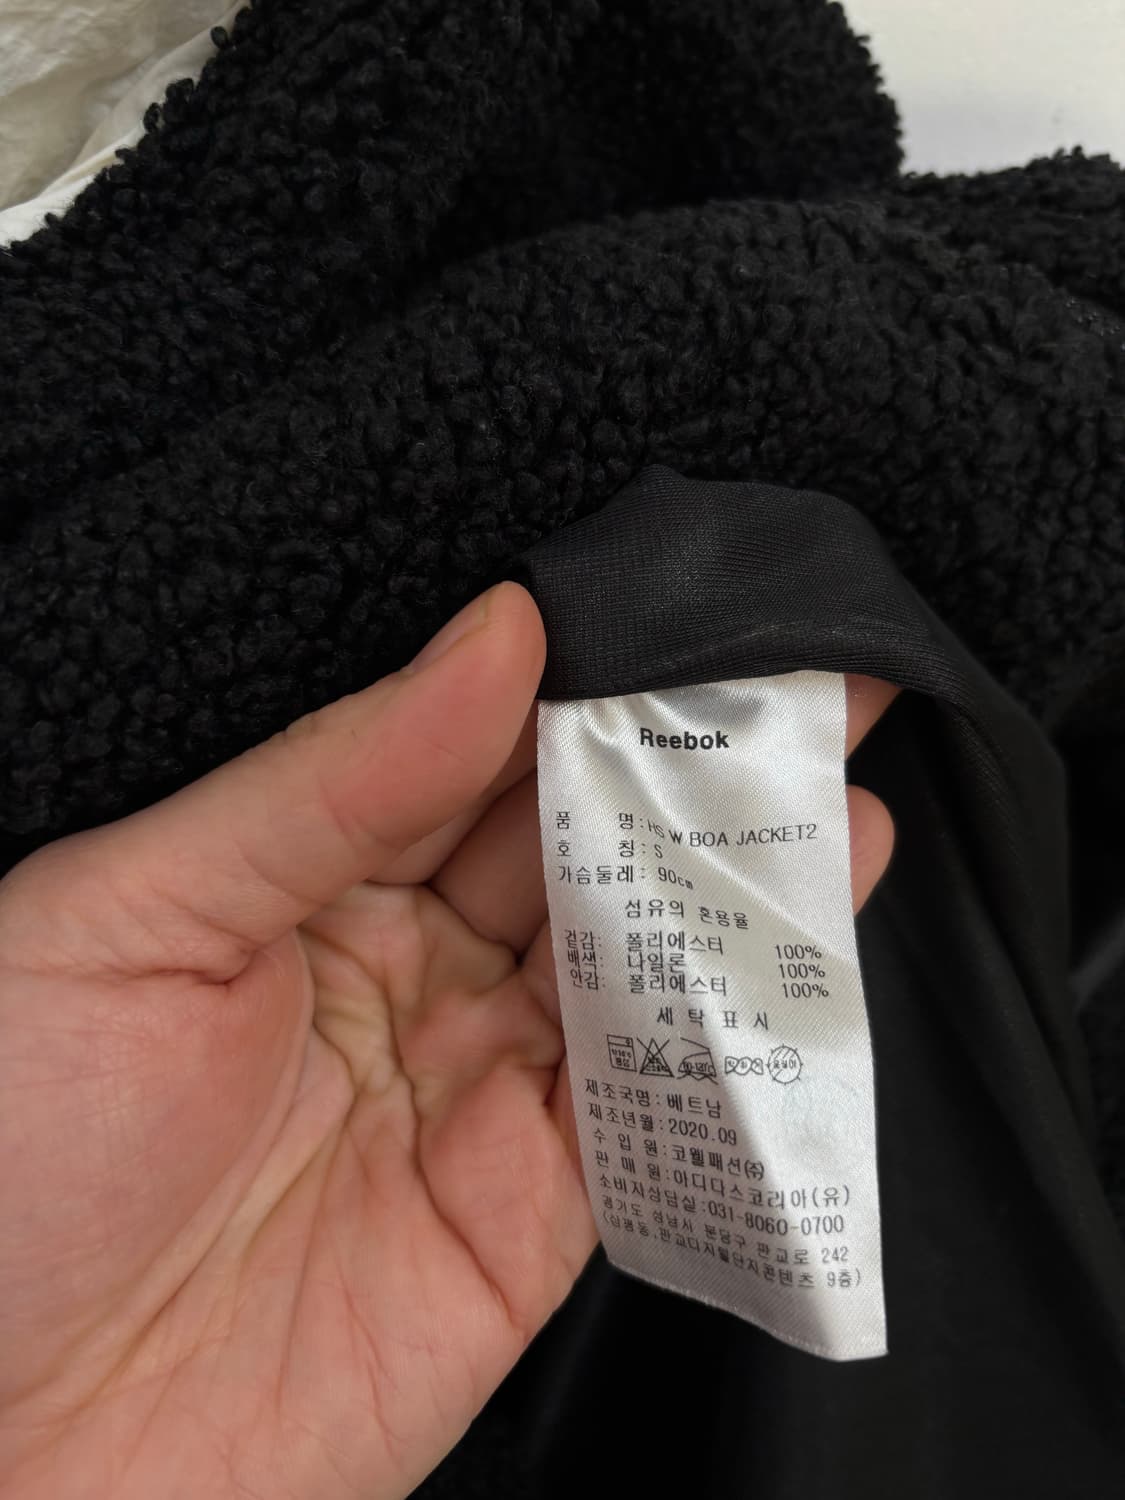 Reebok
품 명: HS W BOA JACKET2
호 칭: S
가슴둘레: 90cm
섬유의 혼용율
겉감: 폴리에스터 100%
배색: 나일론 100%
안감: 폴리에스터 100%
세 탁 표 시
제조국명: 베트남
제조년월: 2020.09
수 입 원: 코웰패션㈜
판 매 원: 아디다스코리아(유)
소비자상담실: 031-8060-0700
경기도 성남시 분당구 판교로 242
(삼평동, 판교디지털단지콘텐츠 9층)